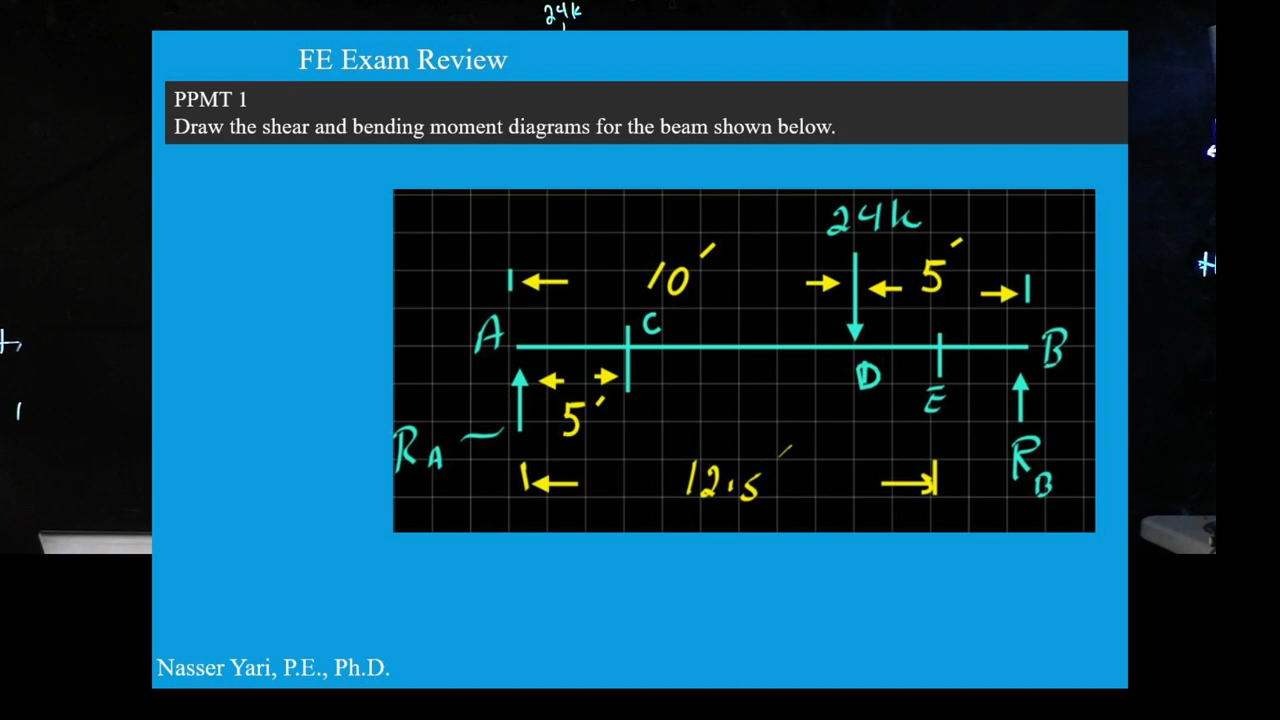 24k
FE Exam Review
PPMT 1
Draw the shear and bending moment diagrams for the beam shown below.
24k
10' 5'
A C B
D E
5'
RA
12.5'
RB
Nasser Yari, P.E., Ph.D.